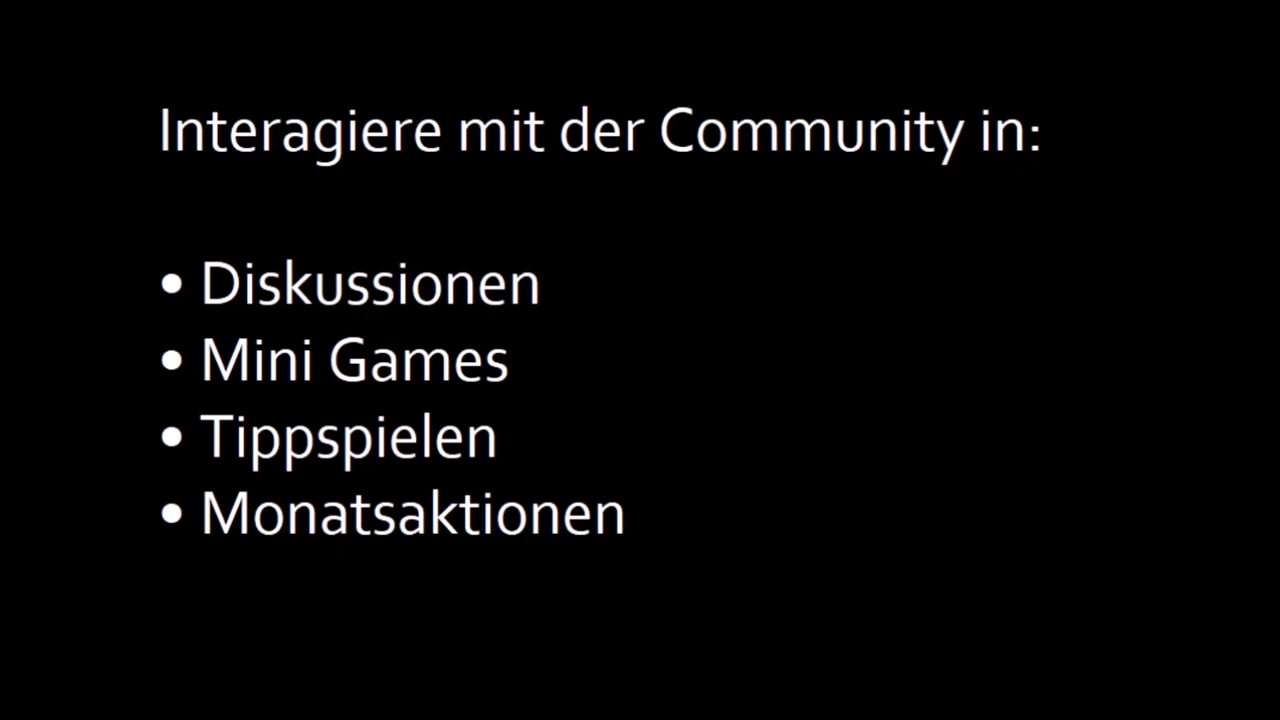 Interagiere mit der Community in:
• Diskussionen
• Mini Games
• Tippspielen
• Monatsaktionen